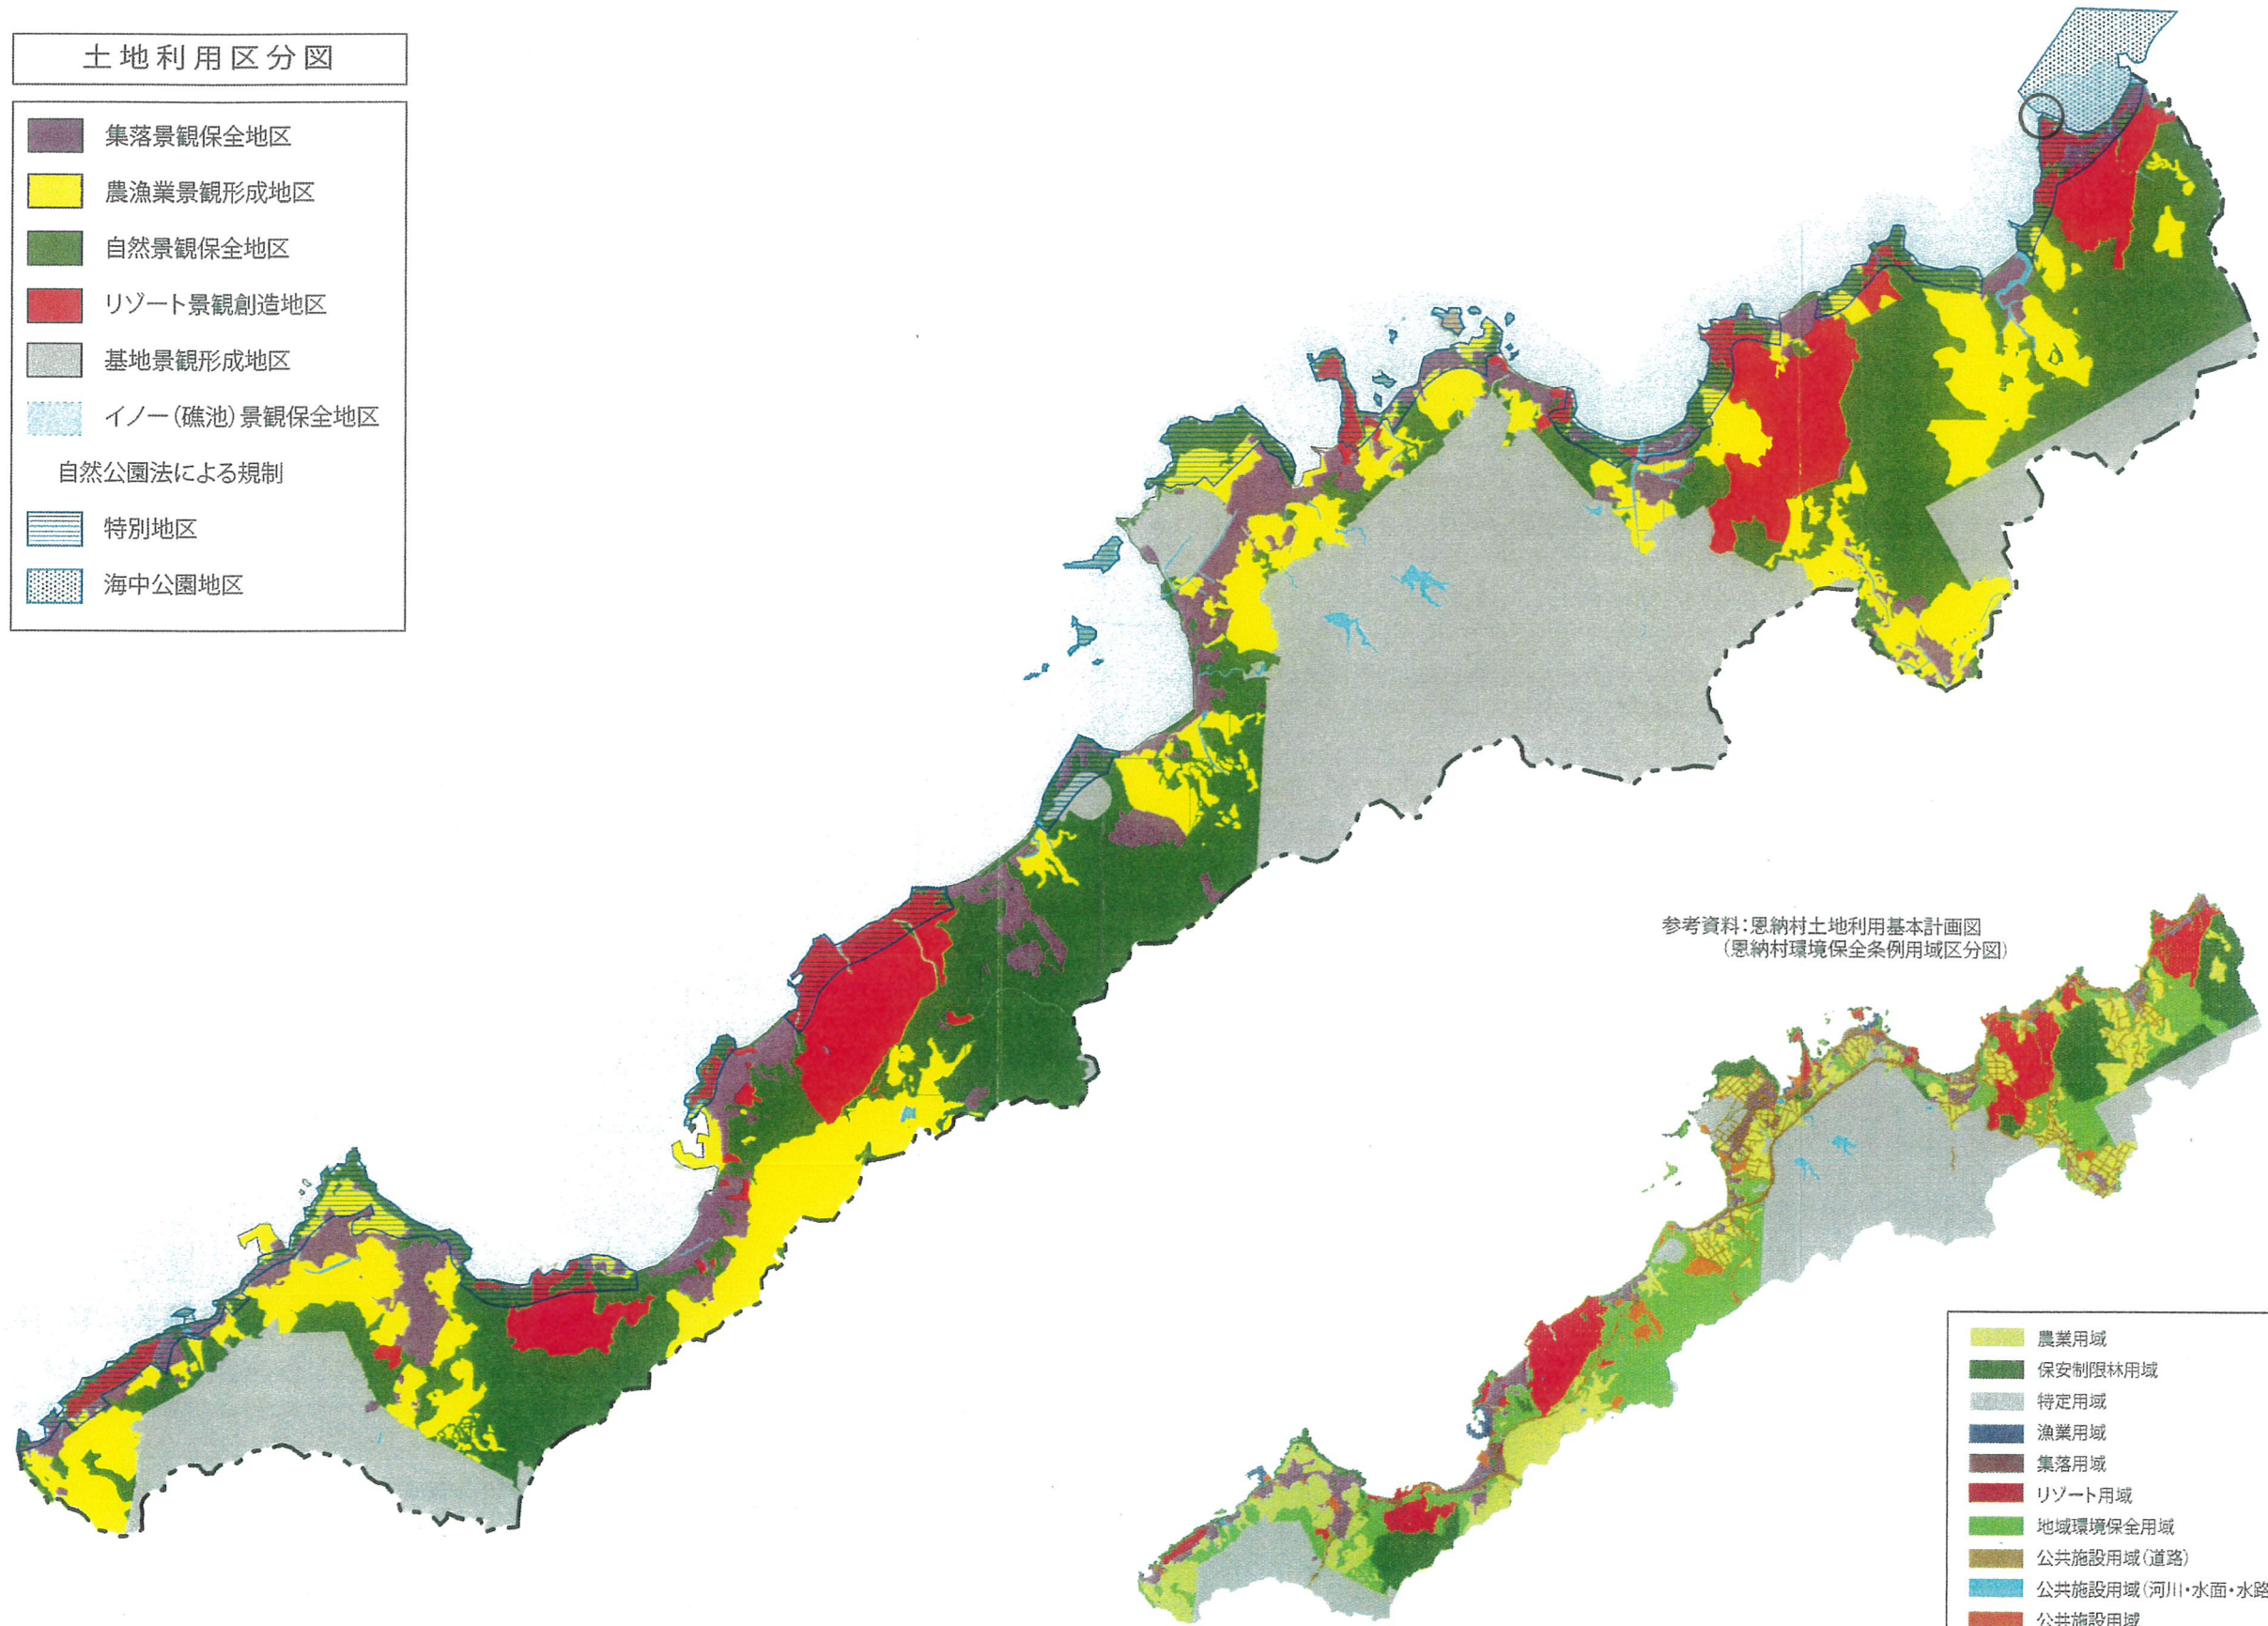 土地利用区分図
集落景観保全地区
農漁業景観形成地区
自然景観保全地区
リゾート景観創造地区
基地景観形成地区
イノー(礁池)景観保全地区
自然公園法による規制
特別地区
海中公園地区
参考資料:恩納村土地利用基本計画図
(恩納村環境保全条例用域区分図)
農業用域
保安制限林用域
特定用域
漁業用域
集落用域
リゾート用域
地域環境保全用域
公共施設用域(道路)
公共施設用域(河川・水面・水路
公共施設用域